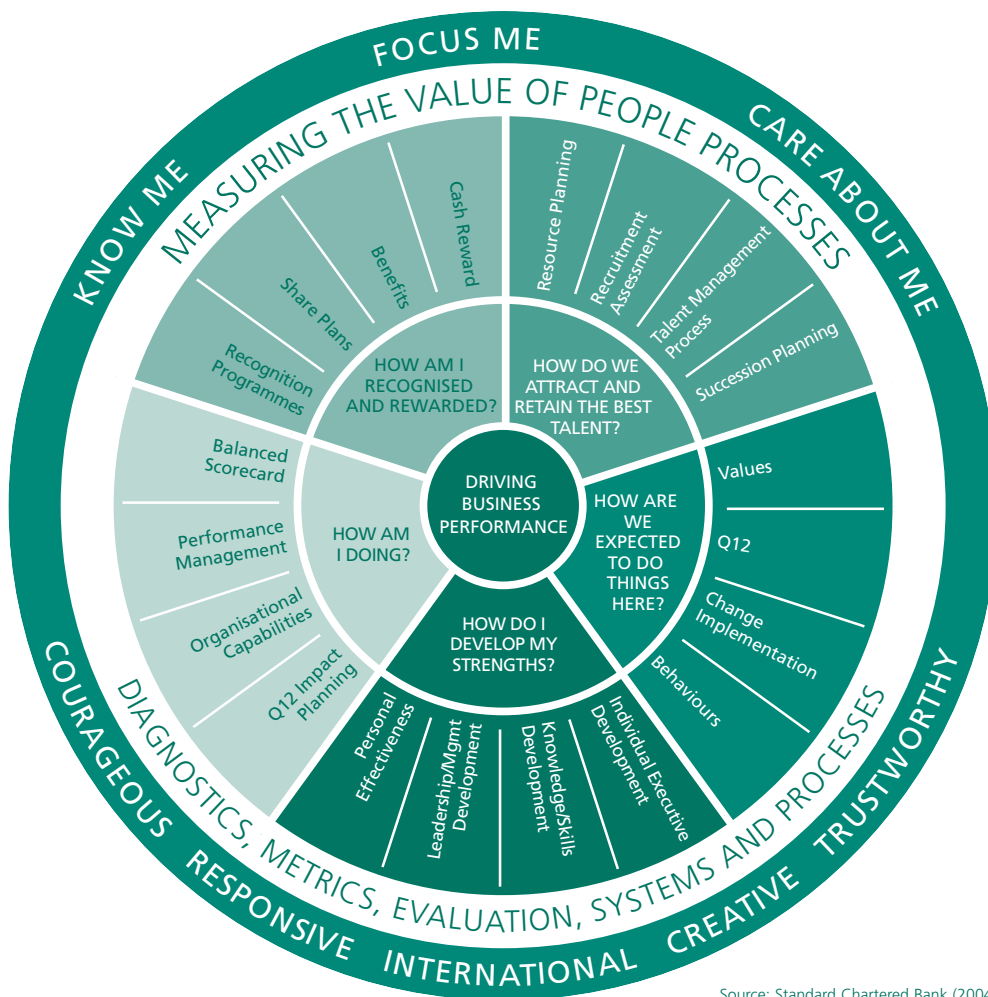 FOCUS ME
KNOW ME
CARE ABOUT ME
MEASURING THE VALUE OF PEOPLE PROCESSES
Cash Reward
Benefits
Share Plans
Recognition
Programmes
HOW AM I
RECOGNISED
AND REWARDED?
Resource Planning
Recruitment
Assessment
Talent Management
Process
Succession Planning
HOW DO WE
ATTRACT AND
RETAIN THE BEST
TALENT?
Balanced
Scorecard
Performance
Management
Organisational
Capabilities
Q12 Impact
Planning
HOW AM
I DOING?
DRIVING
BUSINESS
PERFORMANCE
HOW ARE
WE
EXPECTED
TO DO
THINGS
HERE?
Values
Q12
Change
Implementation
Behaviours
HOW DO I
DEVELOP MY
STRENGTHS?
Personal
Effectiveness
Leadership/Mgmt
Development
Knowledge/Skills
Development
Individual Executive
Development
DIAGNOSTICS, METRICS, EVALUATION, SYSTEMS AND PROCESSES
COURAGEOUS RESPONSIVE INTERNATIONAL CREATIVE TRUSTWORTHY
Source: Standard Chartered Bank (2004